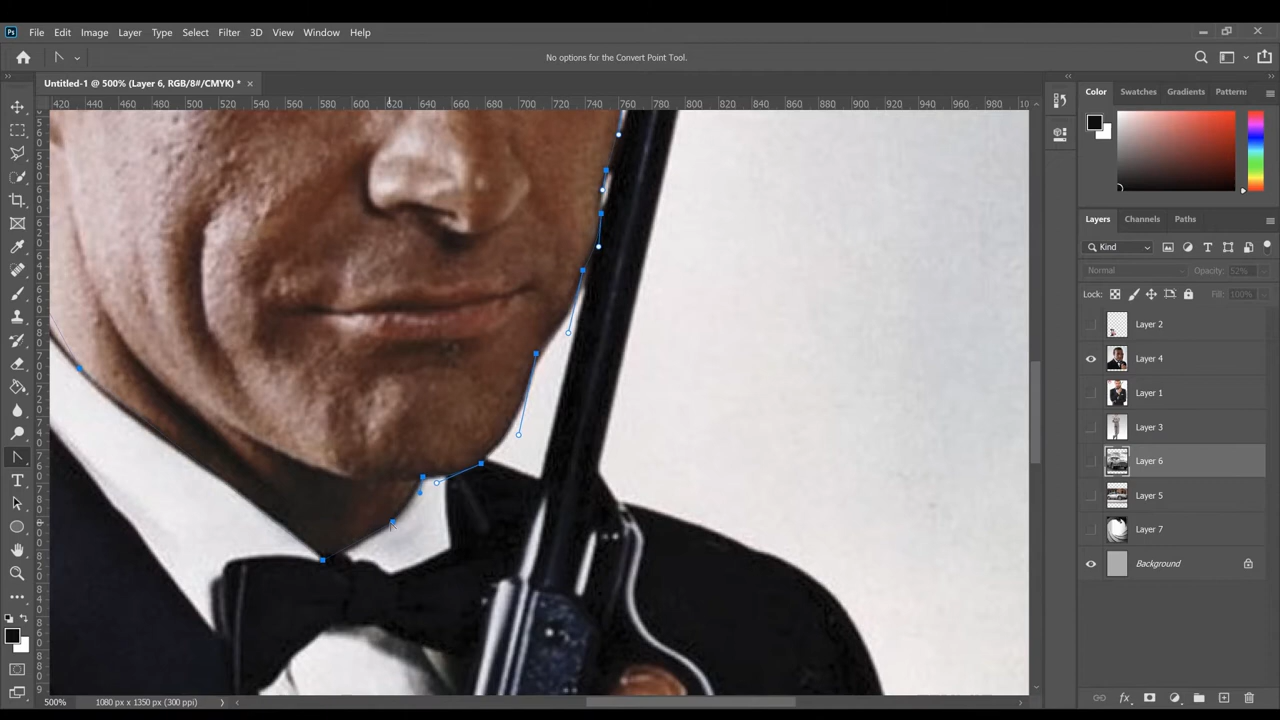 Ps File Edit Image Layer Type Select Filter 3D View Window Help
No options for the Convert Point Tool.
Untitled-1 @ 500% (Layer 6, RGB/8#/CMYK) * ×
420 440 460 480 500 520 540 560 580 600 620 640 660 680 700 720 740 760 780 800 820 840 860 880 900 920 940 960 980
Color Swatches Gradients Pattern
Layers Channels Paths
Kind
Normal Opacity: 52%
Lock: Fill: 100%
Layer 2
Layer 4
Layer 1
Layer 3
Layer 6
Layer 5
Layer 7
Background
500% 1080 px x 1350 px (300 ppi)